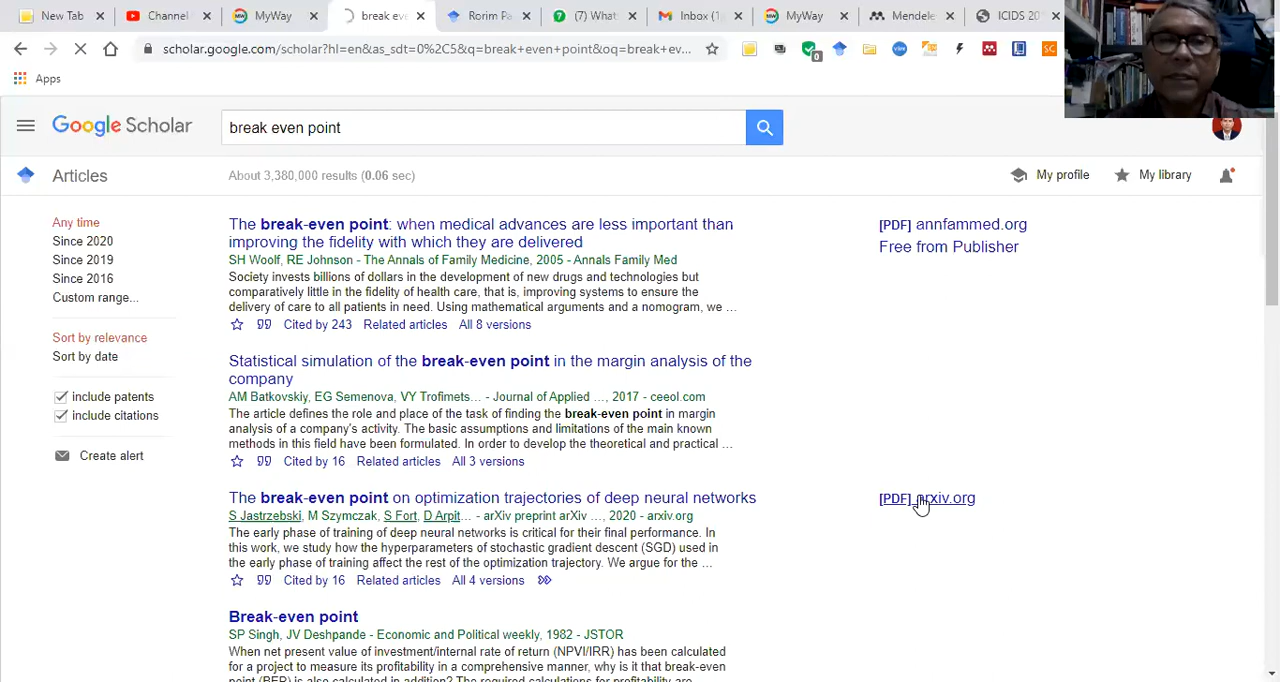 New Tab
Channel
MyWay
break eve
Rorim Pa
(7) What
Inbox (1
MyWay
Mendele
ICIDS 20
scholar.google.com/scholar?hl=en&as_sdt=0%2C5&q=break+even+point&oq=break+ev...
Apps
Google Scholar
break even point
Articles
About 3,380,000 results (0.06 sec)
My profile
My library
Any time
Since 2020
Since 2019
Since 2016
Custom range...
Sort by relevance
Sort by date
include patents
include citations
Create alert
The break-even point: when medical advances are less important than
improving the fidelity with which they are delivered
SH Woolf, RE Johnson - The Annals of Family Medicine, 2005 - Annals Family Med
Society invests billions of dollars in the development of new drugs and technologies but
comparatively little in the fidelity of health care, that is, improving systems to ensure the
delivery of care to all patients in need. Using mathematical arguments and a nomogram, we ...
Cited by 243 Related articles All 8 versions
[PDF] annfammed.org
Free from Publisher
Statistical simulation of the break-even point in the margin analysis of the
company
AM Batkovskiy, EG Semenova, VY Trofimets... - Journal of Applied ..., 2017 - ceeol.com
The article defines the role and place of the task of finding the break-even point in margin
analysis of a company's activity. The basic assumptions and limitations of the main known
methods in this field have been formulated. In order to develop the theoretical and practical ...
Cited by 16 Related articles All 3 versions
The break-even point on optimization trajectories of deep neural networks
S Jastrzebski, M Szymczak, S Fort, D Arpit... - arXiv preprint arXiv ..., 2020 - arxiv.org
The early phase of training of deep neural networks is critical for their final performance. In
this work, we study how the hyperparameters of stochastic gradient descent (SGD) used in
the early phase of training affect the rest of the optimization trajectory. We argue for the ...
Cited by 16 Related articles All 4 versions
[PDF] arxiv.org
Break-even point
SP Singh, JV Deshpande - Economic and Political weekly, 1982 - JSTOR
When net present value of investment/internal rate of return (NPVI/IRR) has been calculated
for a project to measure its profitability in a comprehensive manner, why is it that break-even
point (BEP) is also calculated in addition? The required calculations for profitability are